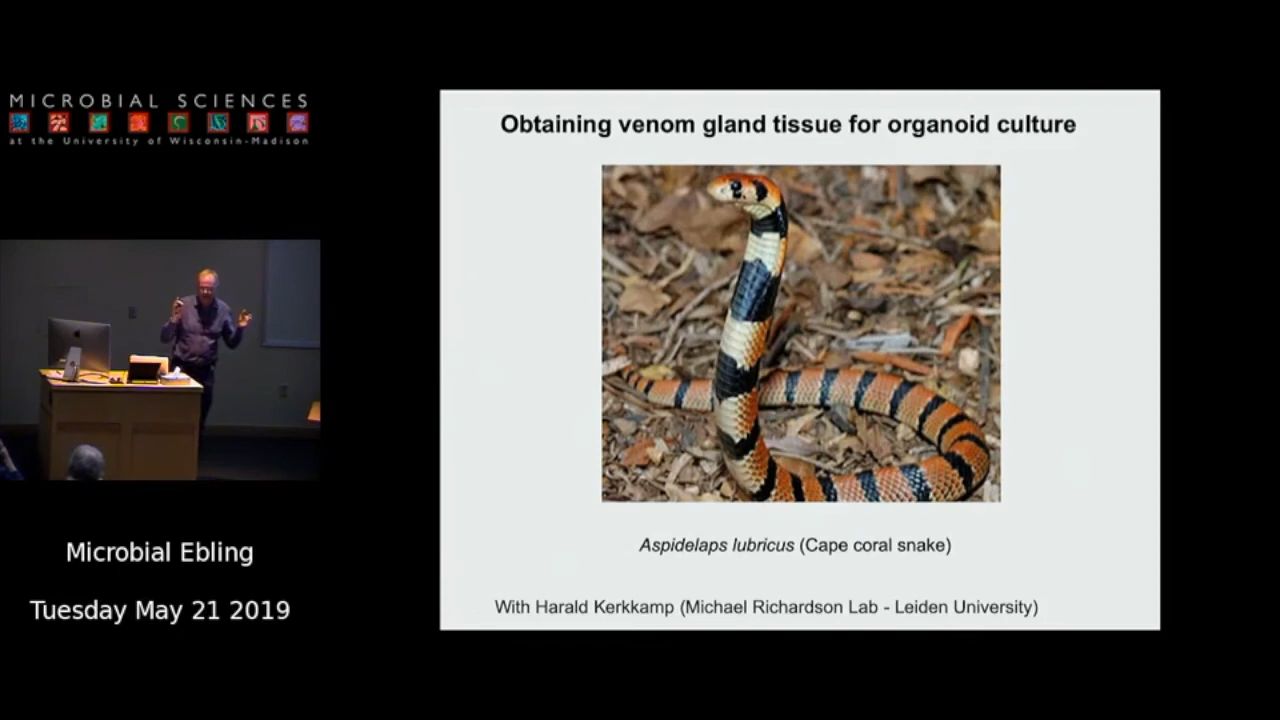 MICROBIAL SCIENCES
at the University of Wisconsin-Madison
Microbial Ebling
Tuesday May 21 2019
Obtaining venom gland tissue for organoid culture
Aspidelaps lubricus (Cape coral snake)
With Harald Kerkkamp (Michael Richardson Lab - Leiden University)